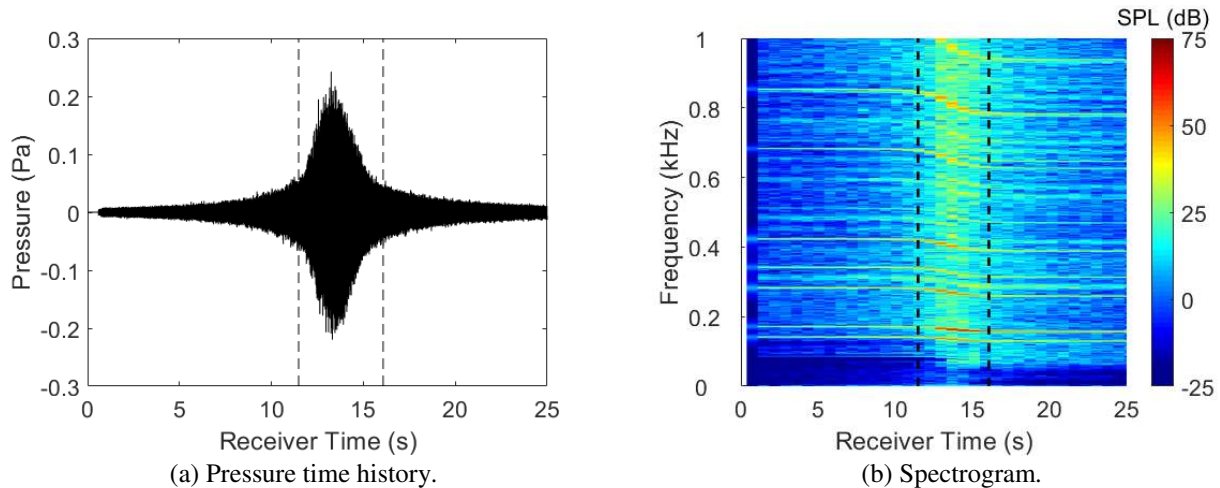 0.3
0.2
0.1
0
-0.1
-0.2
-0.3
Pressure (Pa)
0 5 10 15 20 25
Receiver Time (s)
(a) Pressure time history.
SPL (dB)
1
0.8
0.6
0.4
0.2
0
Frequency (kHz)
0 5 10 15 20 25
Receiver Time (s)
75
50
25
0
-25
(b) Spectrogram.